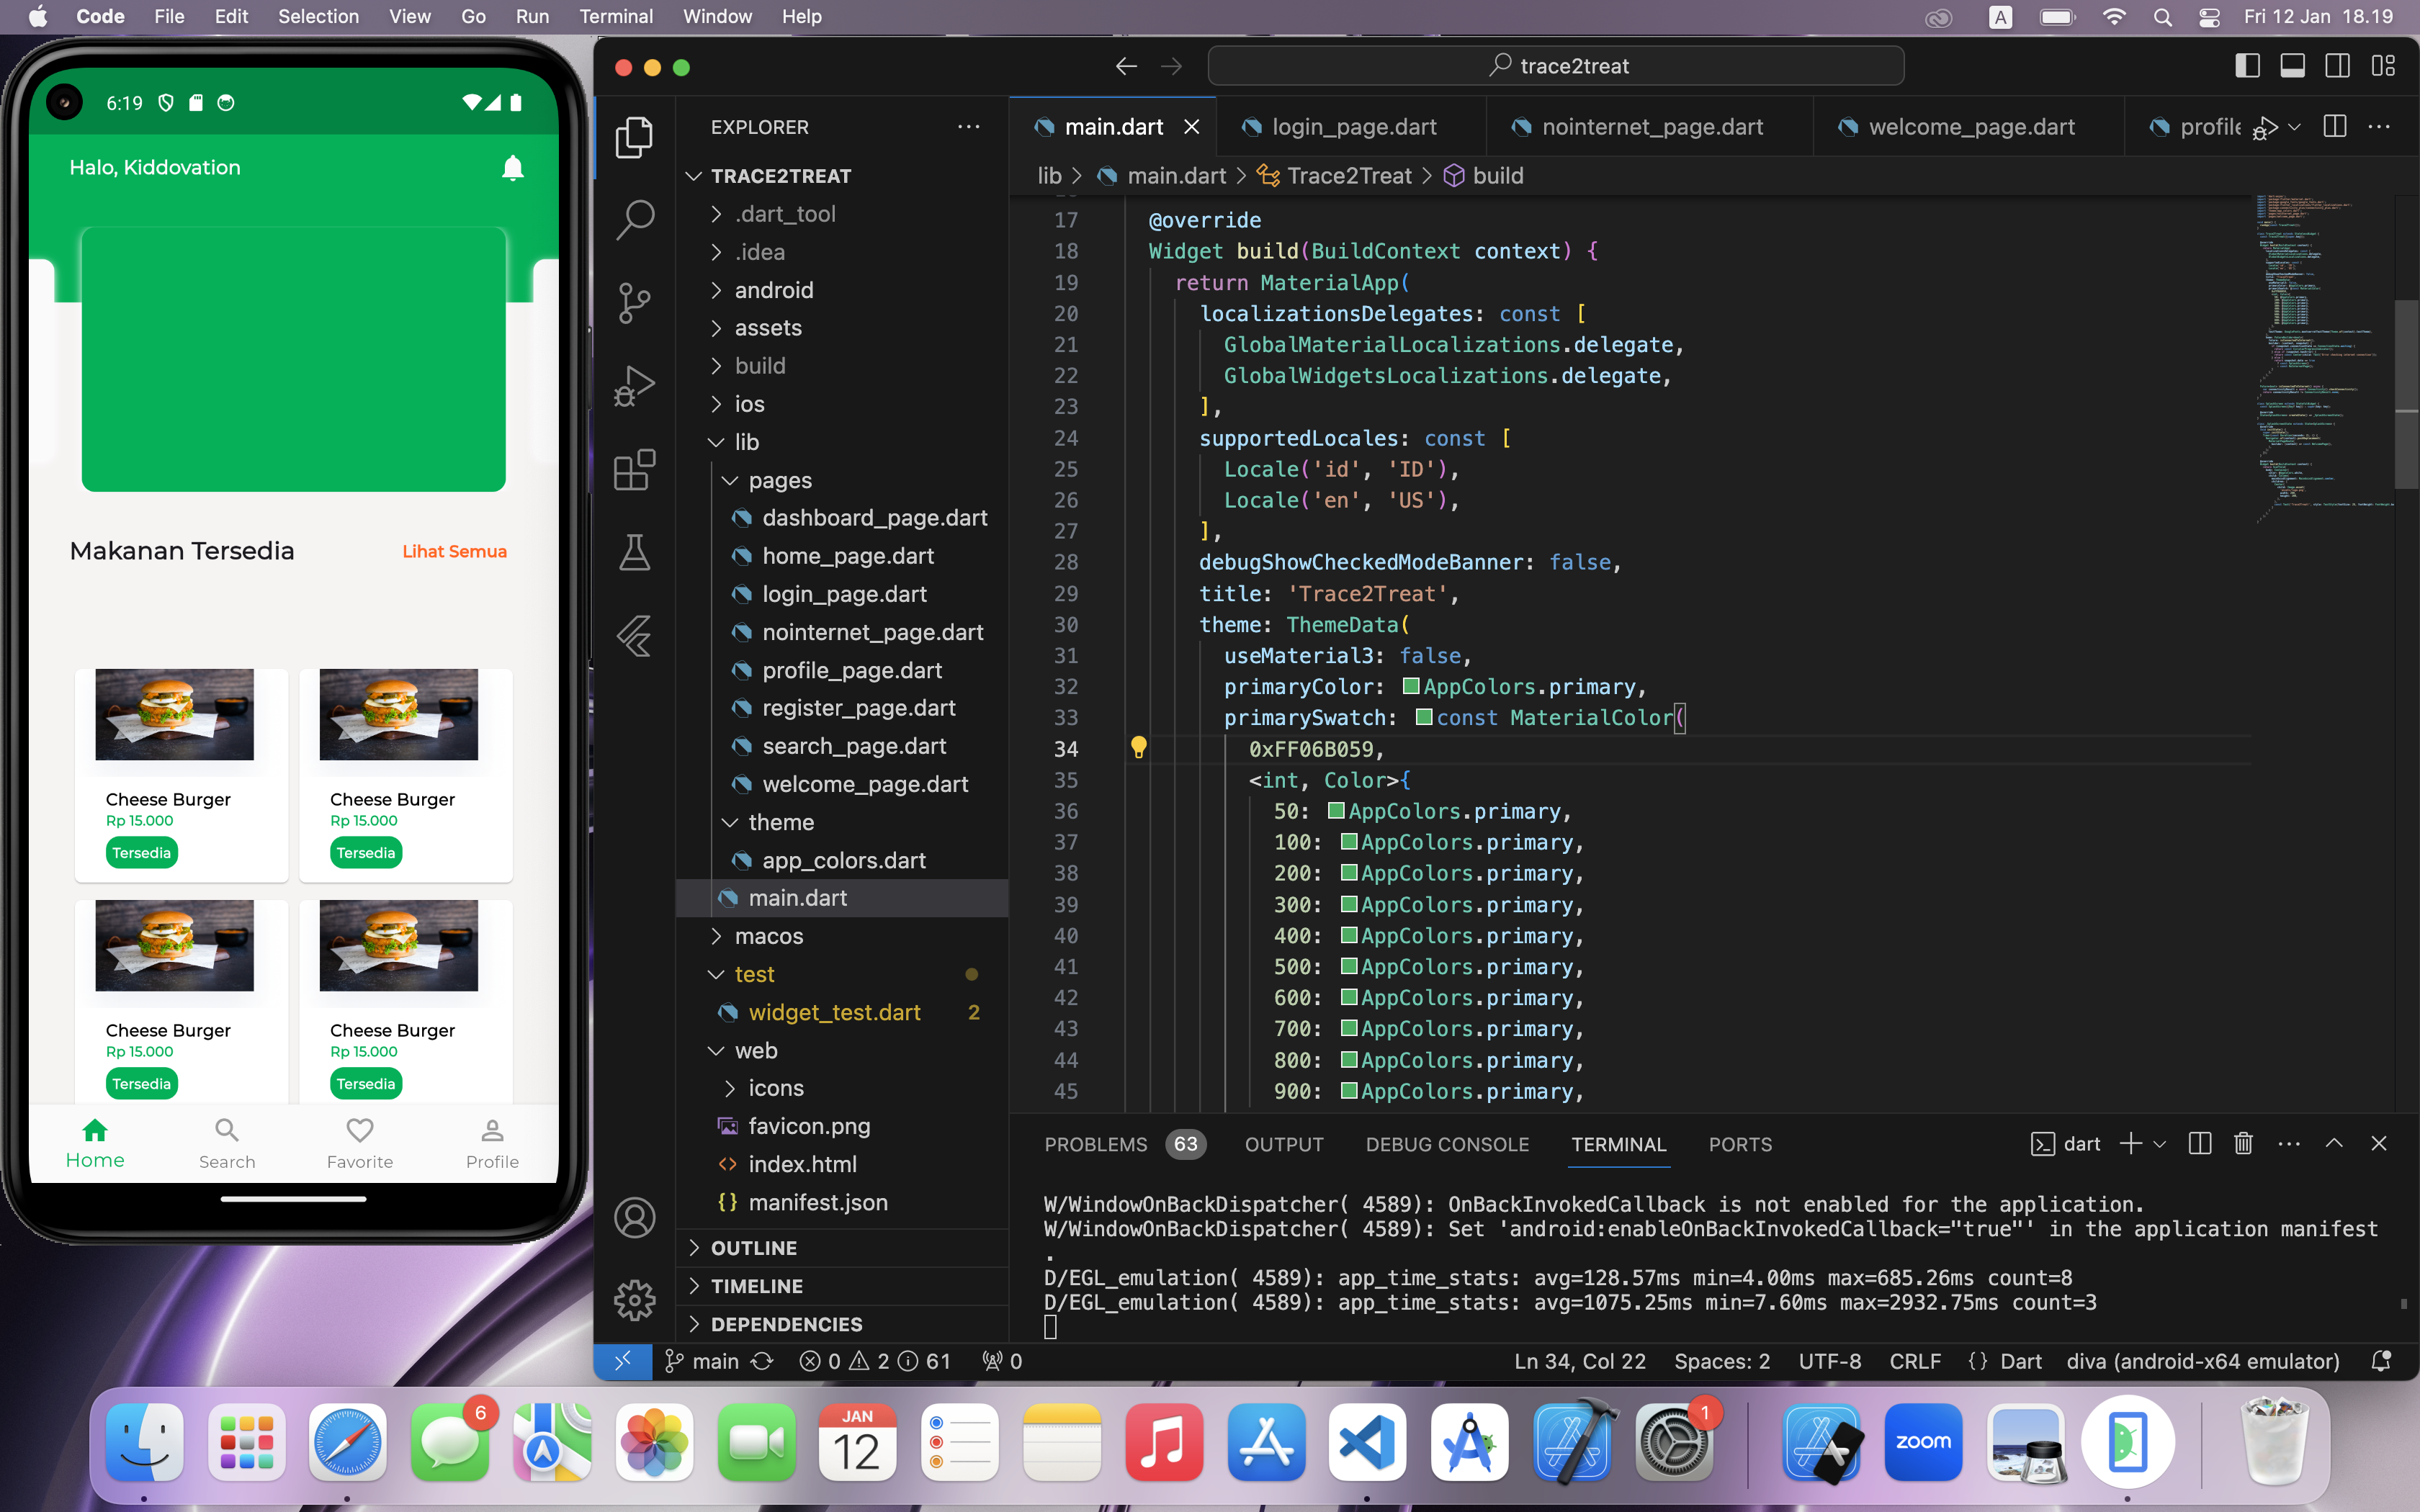 Code File Edit Selection View Go Run Terminal Window Help
A
Fri 12 Jan 18.19
6:19
Halo, Kiddovation
Makanan Tersedia
Lihat Semua
Cheese Burger
Rp 15.000
Tersedia
Cheese Burger
Rp 15.000
Tersedia
Cheese Burger
Rp 15.000
Tersedia
Cheese Burger
Rp 15.000
Tersedia
Home
Search
Favorite
Profile
trace2treat
EXPLORER
TRACE2TREAT
.dart_tool
.idea
android
assets
build
ios
lib
pages
dashboard_page.dart
home_page.dart
login_page.dart
nointernet_page.dart
profile_page.dart
register_page.dart
search_page.dart
welcome_page.dart
theme
app_colors.dart
main.dart
macos
test
widget_test.dart 2
web
icons
favicon.png
index.html
manifest.json
OUTLINE
TIMELINE
DEPENDENCIES
main.dart
login_page.dart
nointernet_page.dart
welcome_page.dart
profile
lib > main.dart > Trace2Treat > build
17 @override
18 Widget build(BuildContext context) {
19 return MaterialApp(
20 localizationsDelegates: const [
21 GlobalMaterialLocalizations.delegate,
22 GlobalWidgetsLocalizations.delegate,
23 ],
24 supportedLocales: const [
25 Locale('id', 'ID'),
26 Locale('en', 'US'),
27 ],
28 debugShowCheckedModeBanner: false,
29 title: 'Trace2Treat',
30 theme: ThemeData(
31 useMaterial3: false,
32 primaryColor: AppColors.primary,
33 primarySwatch: const MaterialColor(
34 0xFF06B059,
35 <int, Color>{
36 50: AppColors.primary,
37 100: AppColors.primary,
38 200: AppColors.primary,
39 300: AppColors.primary,
40 400: AppColors.primary,
41 500: AppColors.primary,
42 600: AppColors.primary,
43 700: AppColors.primary,
44 800: AppColors.primary,
45 900: AppColors.primary,
PROBLEMS 63 OUTPUT DEBUG CONSOLE TERMINAL PORTS
dart
W/WindowOnBackDispatcher( 4589): OnBackInvokedCallback is not enabled for the application.
W/WindowOnBackDispatcher( 4589): Set 'android:enableOnBackInvokedCallback="true"' in the application manifest
.
D/EGL_emulation( 4589): app_time_stats: avg=128.57ms min=4.00ms max=685.26ms count=8
D/EGL_emulation( 4589): app_time_stats: avg=1075.25ms min=7.60ms max=2932.75ms count=3
main 0 2 61 0
Ln 34, Col 22 Spaces: 2 UTF-8 CRLF {} Dart diva (android-x64 emulator)
6
JAN
12
1
zoom